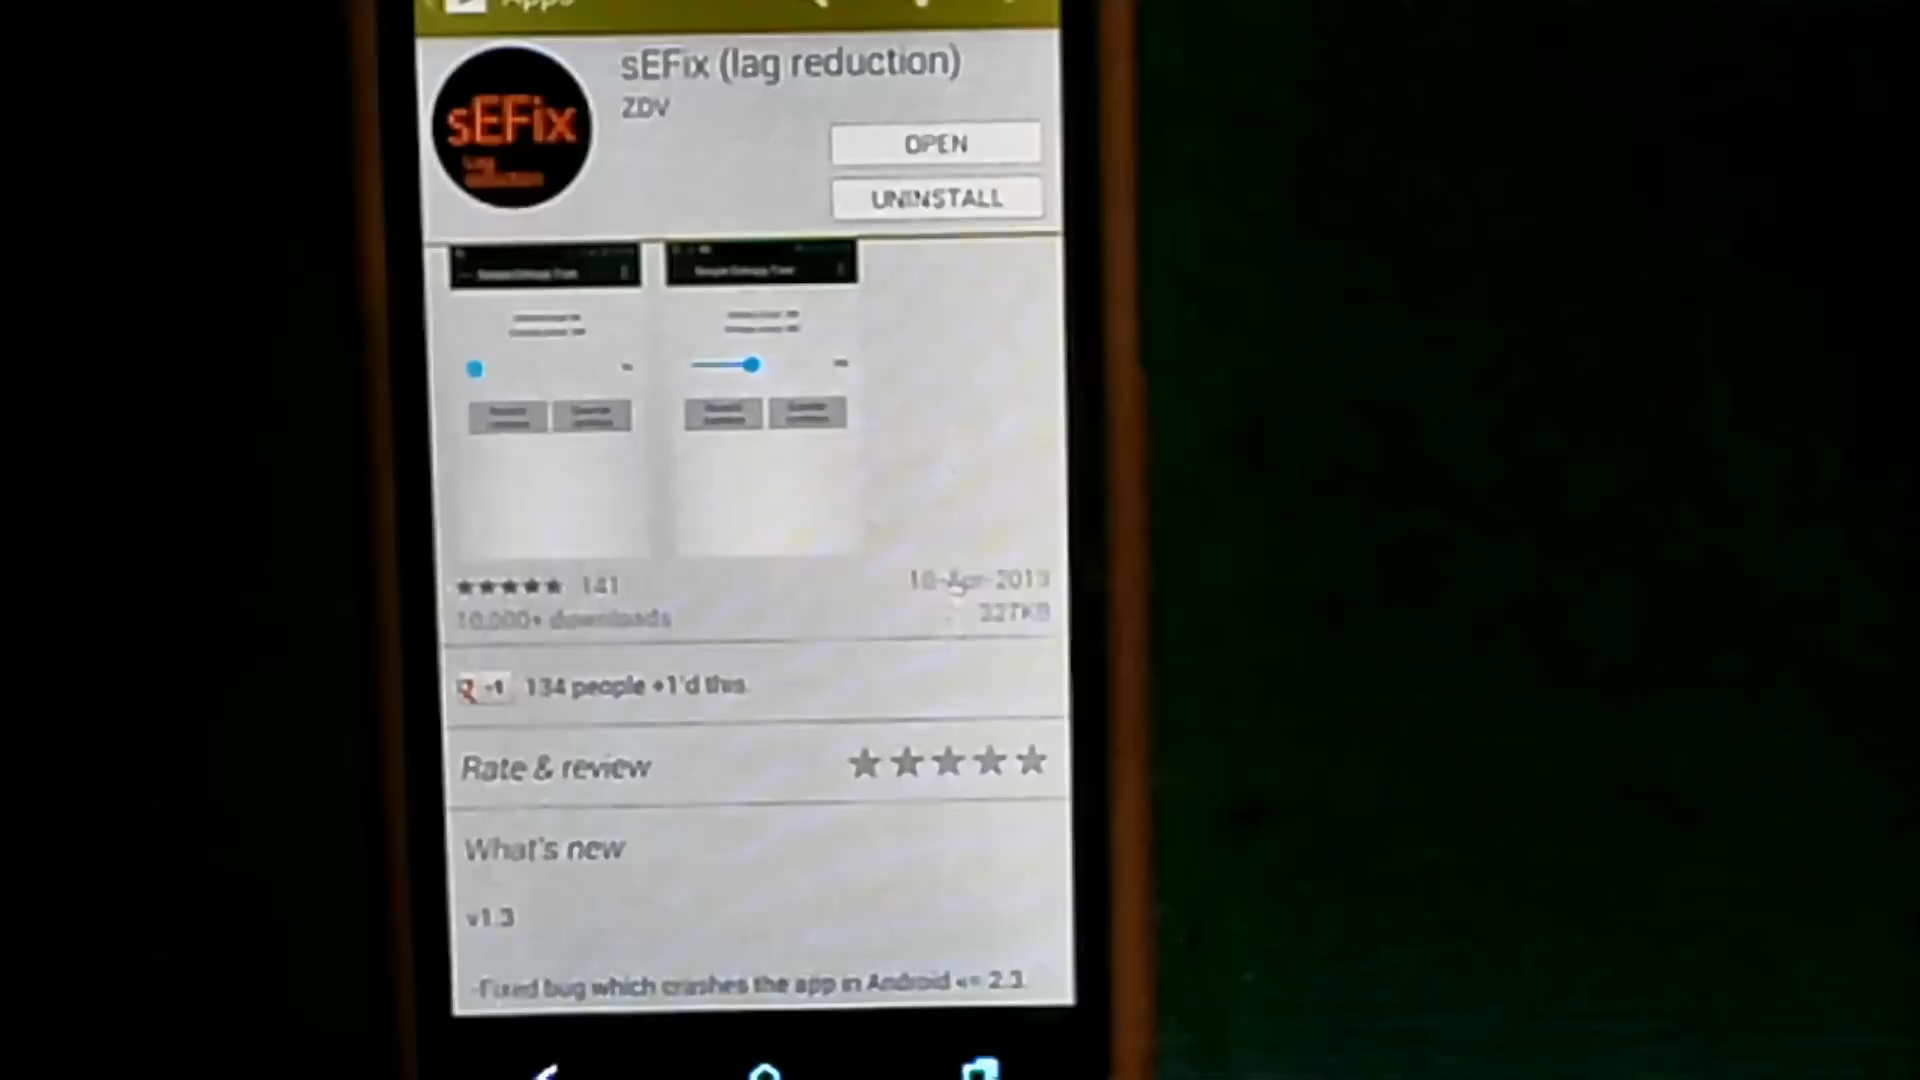 Apps
sEFix (lag reduction)
ZDV
sEFix
OPEN
UNINSTALL
141
10,000+ downloads
327KB
134 people +1'd this.
Rate & review
What's new
v1.3
-Fixed bug which crashes the app in Android <= 2.3.